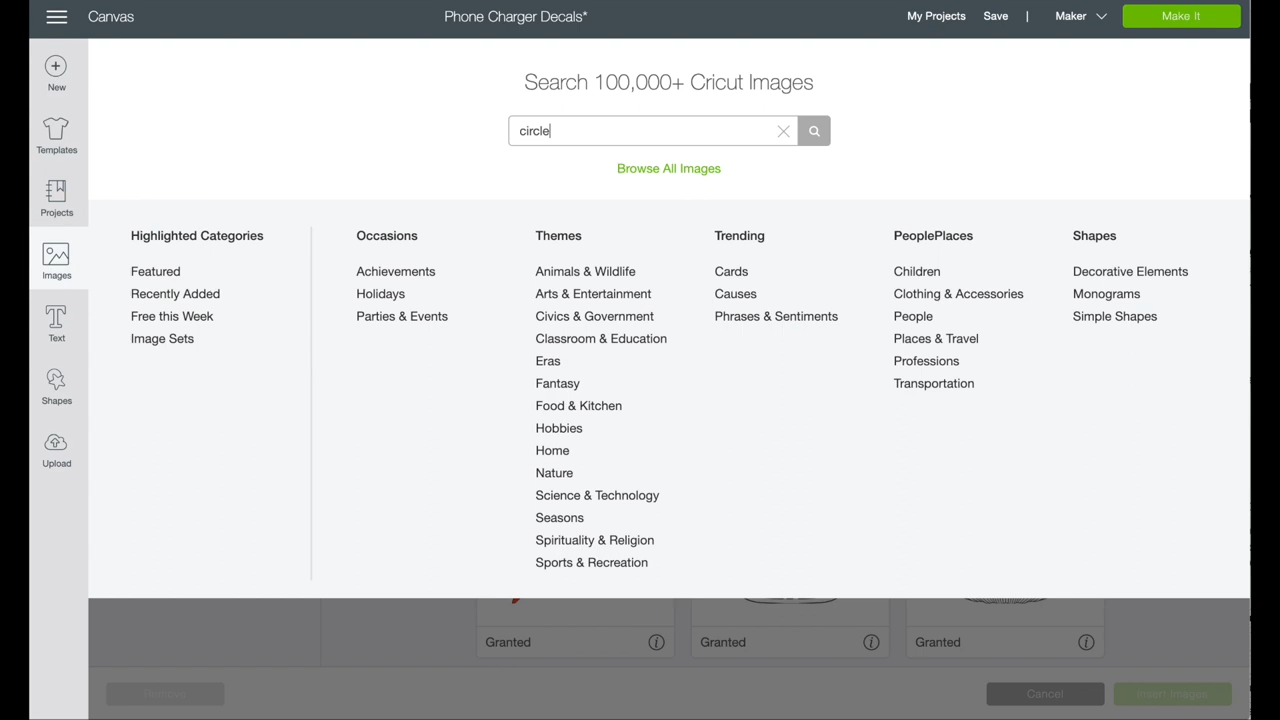 Canvas
Phone Charger Decals*
My Projects
Save
|
Maker
Make It
New
Templates
Projects
Images
Text
Shapes
Upload
Search 100,000+ Cricut Images
circle
Browse All Images
Highlighted Categories
Featured
Recently Added
Free this Week
Image Sets
Occasions
Achievements
Holidays
Parties & Events
Themes
Animals & Wildlife
Arts & Entertainment
Civics & Government
Classroom & Education
Eras
Fantasy
Food & Kitchen
Hobbies
Home
Nature
Science & Technology
Seasons
Spirituality & Religion
Sports & Recreation
Trending
Cards
Causes
Phrases & Sentiments
PeoplePlaces
Children
Clothing & Accessories
People
Places & Travel
Professions
Transportation
Shapes
Decorative Elements
Monograms
Simple Shapes
Granted
Granted
Granted
Remove
Cancel
Insert Images